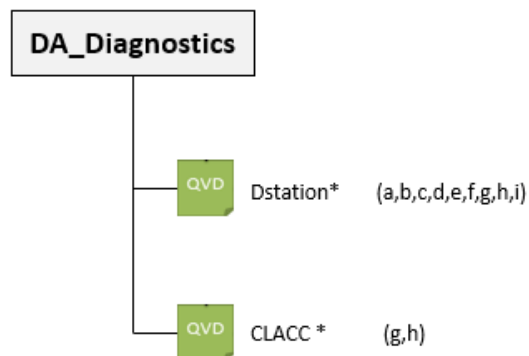 DA_Diagnostics
QVD Dstation* (a,b,c,d,e,f,g,h,i)
QVD CLACC * (g,h)